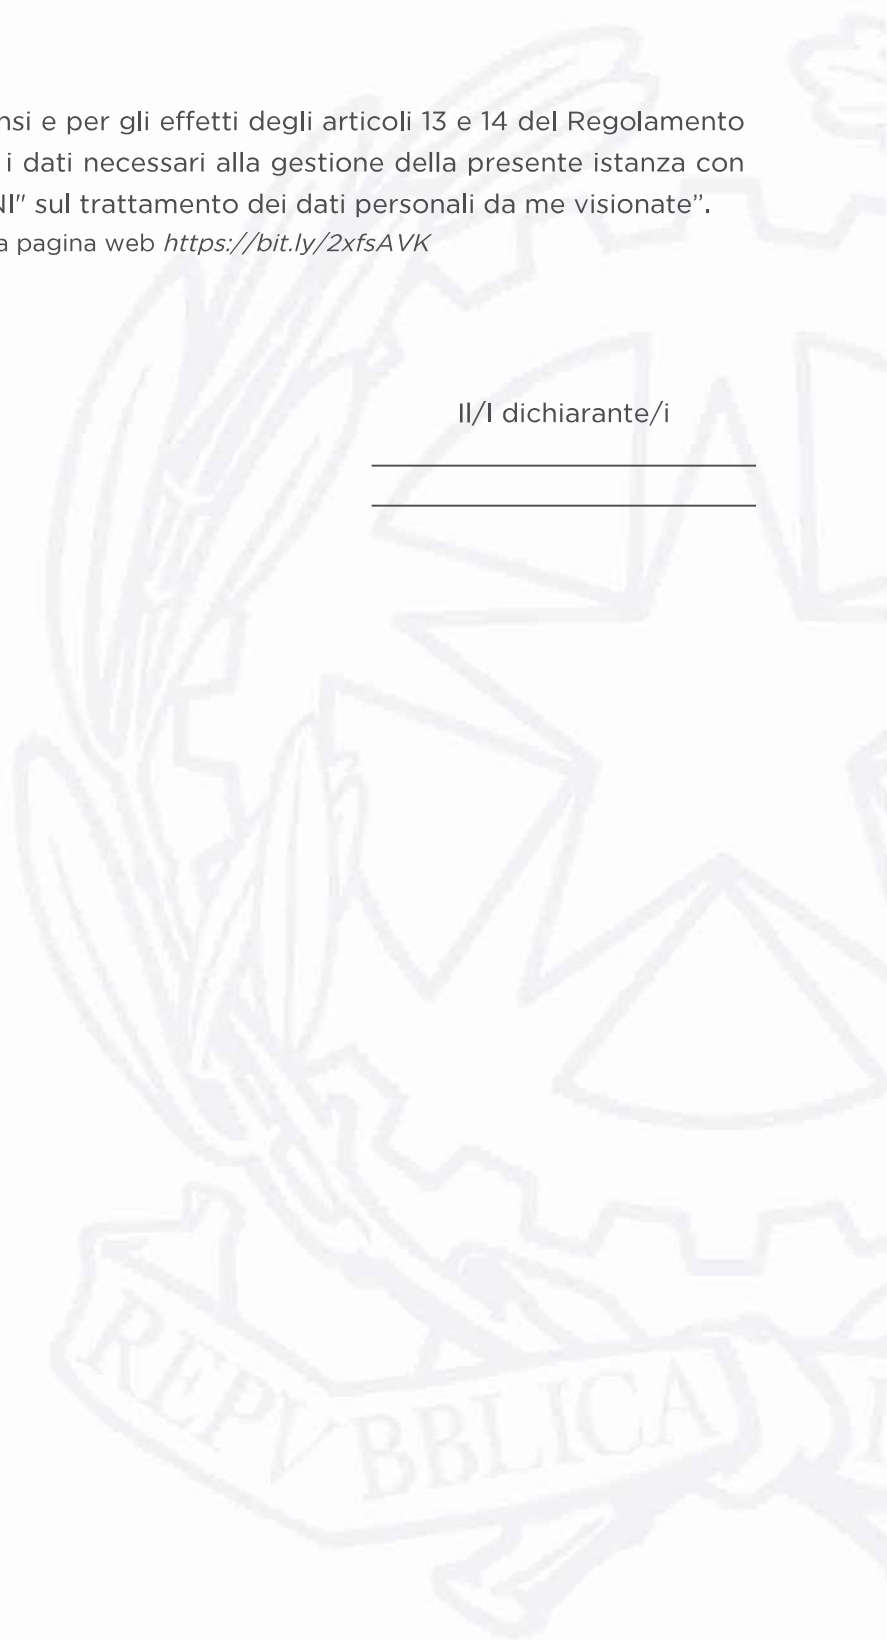 nsi e per gli effetti degli articoli 13 e 14 del Regolamento
i dati necessari alla gestione della presente istanza con
NI" sul trattamento dei dati personali da me visionate”.
a pagina web https://bit.ly/2xfsAVK
Il/I dichiarante/i
REPVBBLICA